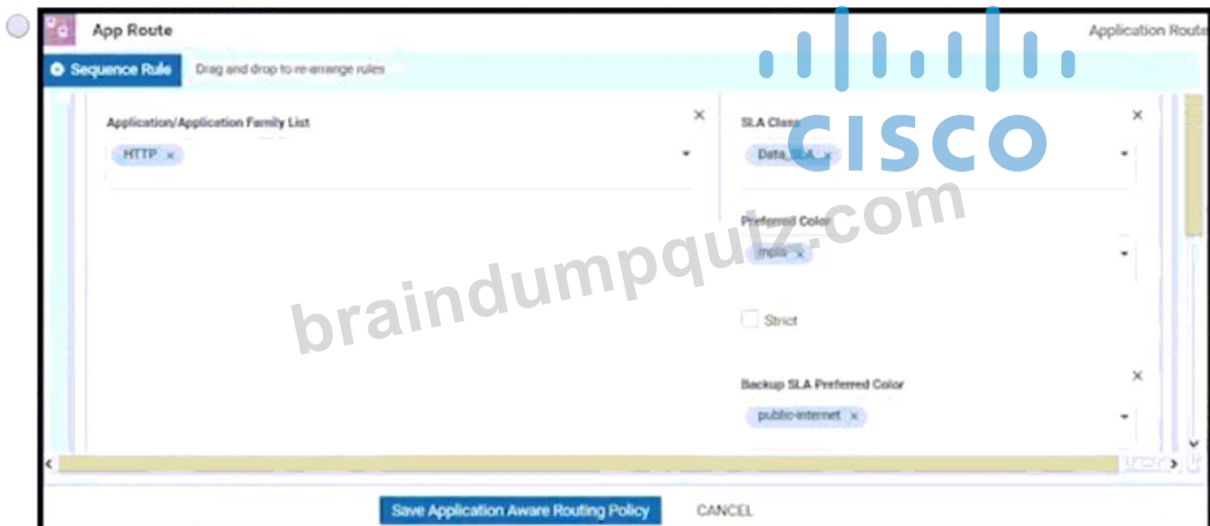 App Route
Application Route
Sequence Rule
Drag and drop to re-arrange rules
Application/Application Family List
HTTP ×
SLA Class
Data_SLA ×
CISCO
Preferred Color
mpls ×
Strict
Backup SLA Preferred Color
public-internet ×
braindumpquiz.com
Save Application Aware Routing Policy
CANCEL